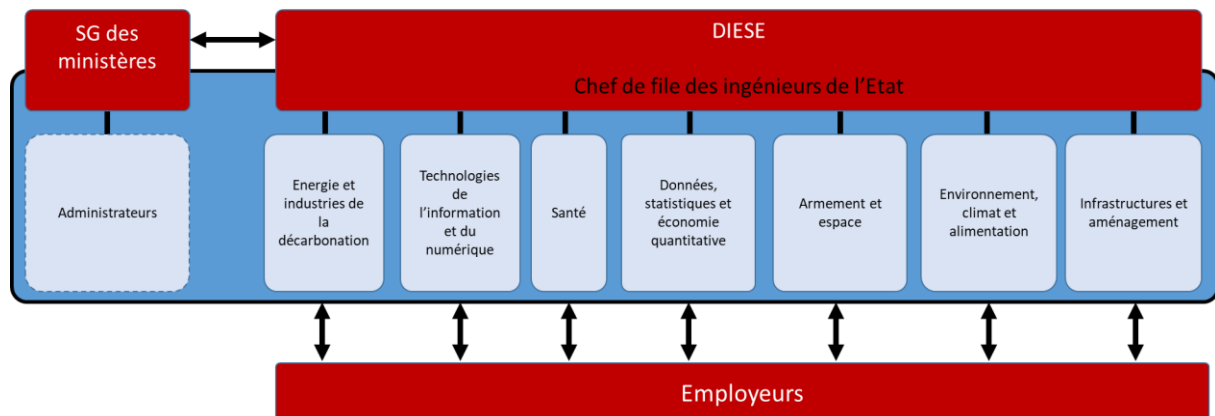 SG des
ministères
DIESE
Chef de file des ingénieurs de l'Etat
Administrateurs
Energie et
industries de
la
décarbonation
Technologies
de
l'information
et du
numérique
Santé
Données,
statistiques et
économie
quantitative
Armement et
espace
Environnement,
climat et
alimentation
Infrastructures et
aménagement
Employeurs